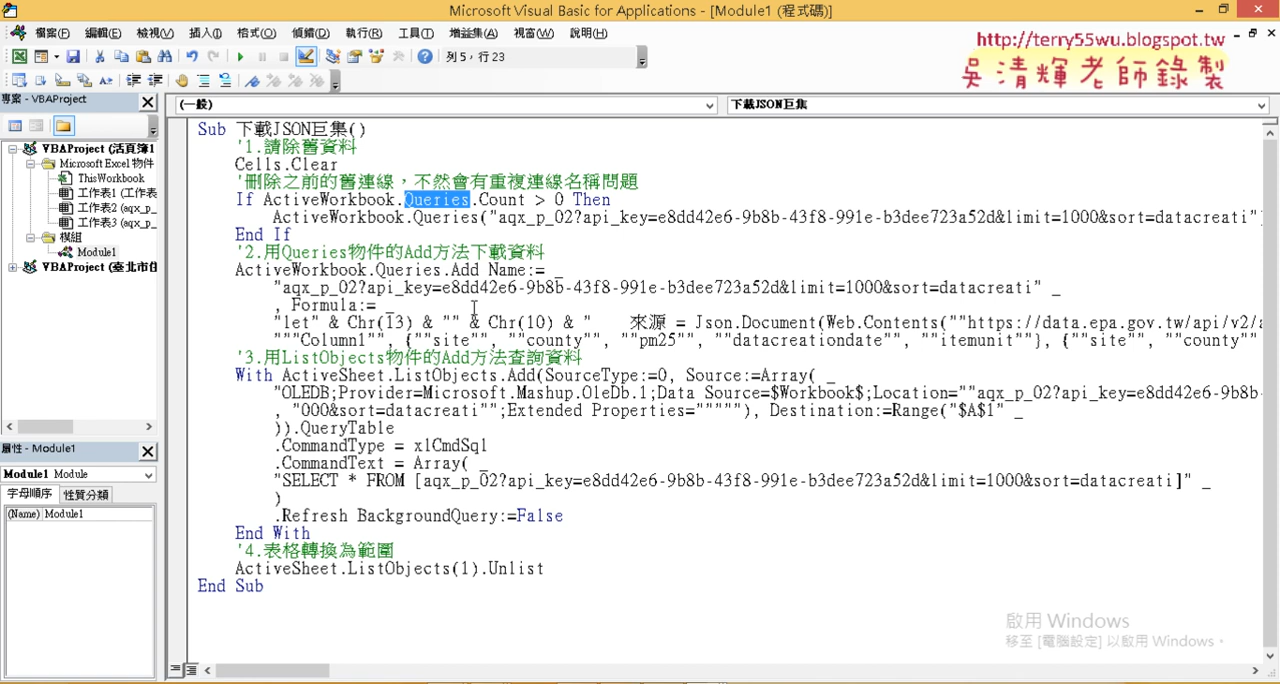 Microsoft Visual Basic for Applications - [Module1 (程式碼)]
檔案(F) 編輯(E) 檢視(V) 插入(I) 格式(O) 偵錯(D) 執行(R) 工具(T) 增益集(A) 視窗(W) 說明(H)
http://terry55wu.blogspot.tw
吳清輝老師錄製
列 5，行 23
專案 - VBAProject
(一般)
下載JSON巨集
VBAProject (活頁簿1
Microsoft Excel 物件
ThisWorkbook
工作表1 (工作表
工作表2 (aqx_p_
工作表3 (aqx_p_
模組
Module1
VBAProject (臺北市住
屬性 - Module1
Module1 Module
字母順序 性質分類
(Name) Module1
Sub 下載JSON巨集()
'1.請除舊資料
Cells.Clear
'刪除之前的舊連線，不然會有重複連線名稱問題
If ActiveWorkbook.Queries.Count > 0 Then
ActiveWorkbook.Queries("aqx_p_02?api_key=e8dd42e6-9b8b-43f8-991e-b3dee723a52d&limit=1000&sort=datacreati"
End If
'2.用Queries物件的Add方法下載資料
ActiveWorkbook.Queries.Add Name:= _
"aqx_p_02?api_key=e8dd42e6-9b8b-43f8-991e-b3dee723a52d&limit=1000&sort=datacreati" _
, Formula:= _
"let" & Chr(13) & "" & Chr(10) & " 來源 = Json.Document(Web.Contents(""https://data.epa.gov.tw/api/v2/
"""Column1"", {""site"", ""county"", ""pm25"", ""datacreationdate"", ""itemunit""}, {""site"", ""county""
'3.用ListObjects物件的Add方法查詢資料
With ActiveSheet.ListObjects.Add(SourceType:=0, Source:=Array( _
"OLEDB;Provider=Microsoft.Mashup.OleDb.1;Data Source=$Workbook$;Location=""aqx_p_02?api_key=e8dd42e6-9b8b-
, "000&sort=datacreati"";Extended Properties="""""), Destination:=Range("$A$1" _
)).QueryTable
.CommandType = xlCmdSql
.CommandText = Array( _
"SELECT * FROM [aqx_p_02?api_key=e8dd42e6-9b8b-43f8-991e-b3dee723a52d&limit=1000&sort=datacreati]" _
)
.Refresh BackgroundQuery:=False
End With
'4.表格轉換為範圍
ActiveSheet.ListObjects(1).Unlist
End Sub
啟用 Windows
移至 [電腦設定] 以啟用 Windows。